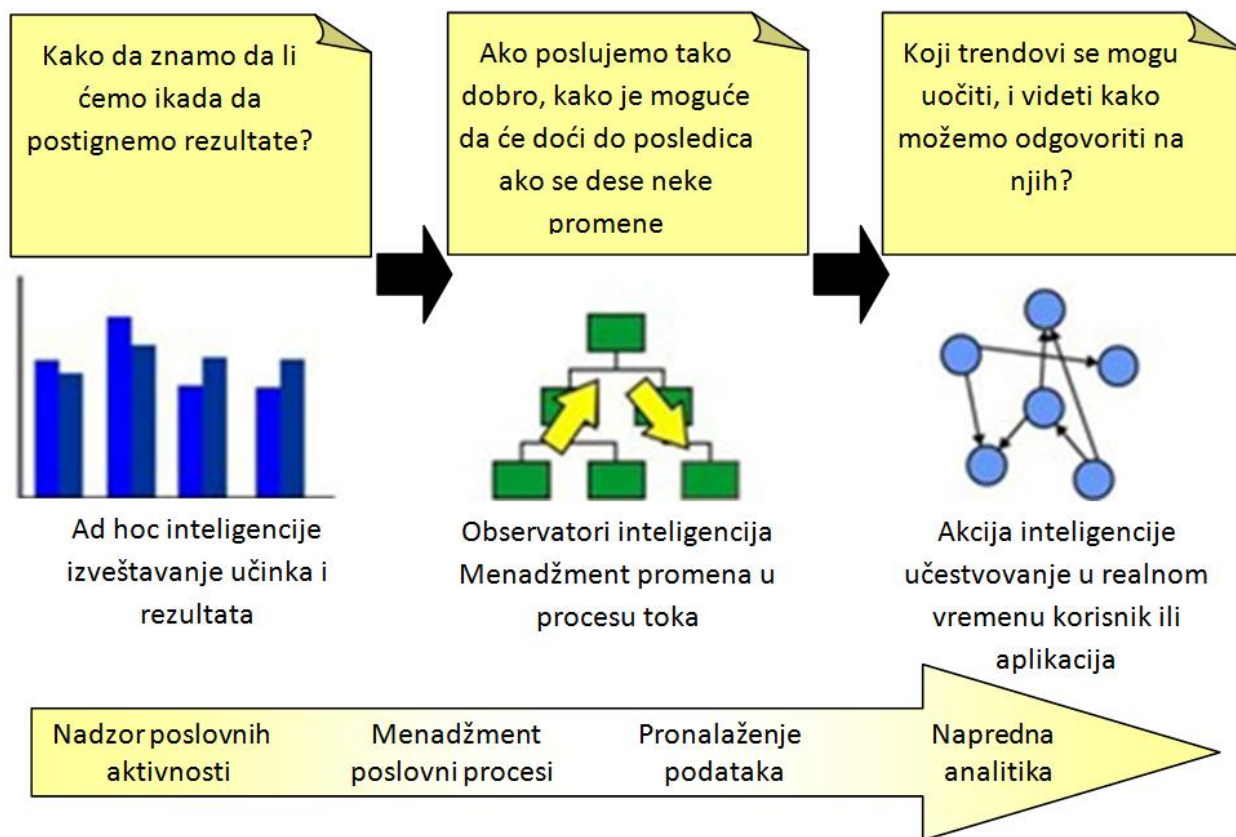 Kako da znamo da li
ćemo ikada da
postignemo rezultate?
Ako poslujemo tako
dobro, kako je moguće
da će doći do posledica
ako se dese neke
promene
Koji trendovi se mogu
uočiti, i videti kako
možemo odgovoriti na
njih?
Ad hoc inteligencije
izveštavanje učinka i
rezultata
Observatori inteligencija
Menadžment promena u
procesu toka
Akcija inteligencije
učestvovanje u realnom
vremenu korisnik ili
aplikacija
Nadzor poslovnih
aktivnosti
Menadžment
poslovni procesi
Pronalaženje
podataka
Napredna
analitika